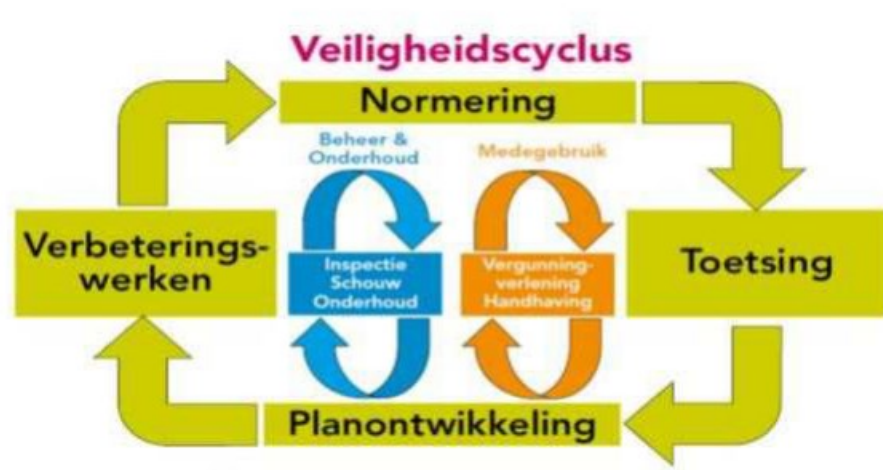 Veiligheidscyclus
Normering
Beheer &
Onderhoud
Medegebruik
Verbeterings-
werken
Inspectie
Schouw
Onderhoud
Vergunning-
verlening
Handhaving
Toetsing
Planontwikkeling